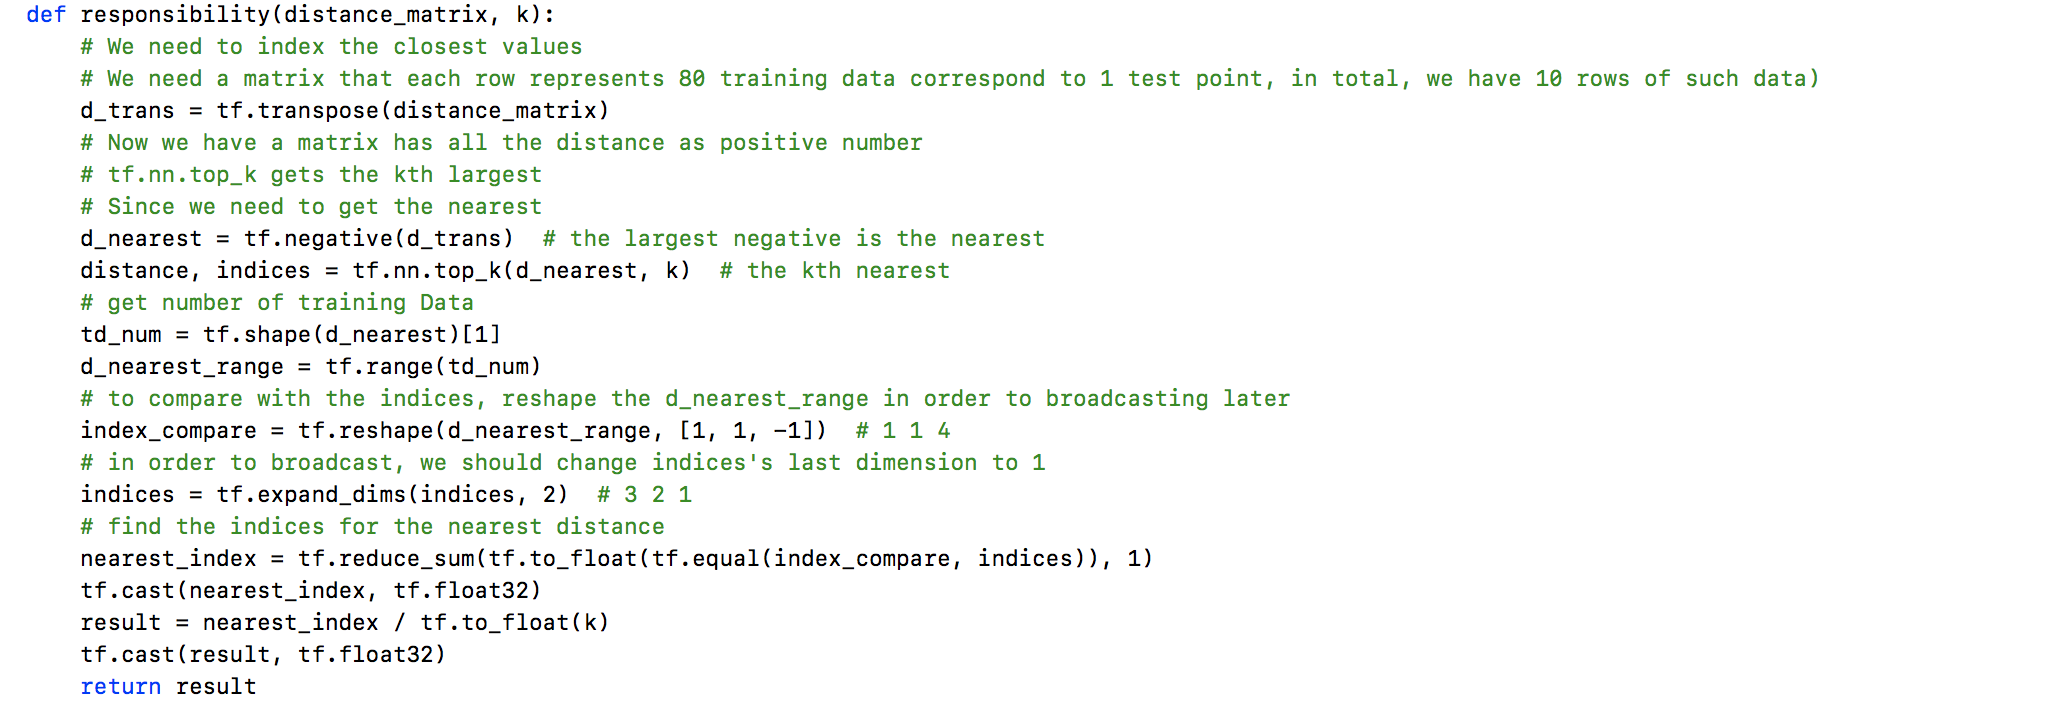 def responsibility(distance_matrix, k):
    # We need to index the closest values
    # We need a matrix that each row represents 80 training data correspond to 1 test point, in total, we have 10 rows of such data)
    d_trans = tf.transpose(distance_matrix)
    # Now we have a matrix has all the distance as positive number
    # tf.nn.top_k gets the kth largest
    # Since we need to get the nearest
    d_nearest = tf.negative(d_trans)  # the largest negative is the nearest
    distance, indices = tf.nn.top_k(d_nearest, k)  # the kth nearest
    # get number of training Data
    td_num = tf.shape(d_nearest)[1]
    d_nearest_range = tf.range(td_num)
    # to compare with the indices, reshape the d_nearest_range in order to broadcasting later
    index_compare = tf.reshape(d_nearest_range, [1, 1, -1])  # 1 1 4
    # in order to broadcast, we should change indices's last dimension to 1
    indices = tf.expand_dims(indices, 2)  # 3 2 1
    # find the indices for the nearest distance
    nearest_index = tf.reduce_sum(tf.to_float(tf.equal(index_compare, indices)), 1)
    tf.cast(nearest_index, tf.float32)
    result = nearest_index / tf.to_float(k)
    tf.cast(result, tf.float32)
    return result